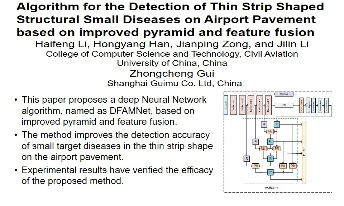 Algorithm for the Detection of Thin Strip Shaped
Structural Small Diseases on Airport Pavement
based on improved pyramid and feature fusion
Haifeng Li, Hongyang Han, Jianping Zong, and Jilin Li
College of Computer Science and Technology, Civil Aviation
University of China, China
Zhongcheng Gui
Shanghai Guimu Co. Ltd, China
• This paper proposes a deep Neural Network
algorithm, named as DFAMNet, based on
improved pyramid and feature fusion.
• The method improves the detection accuracy
of small target diseases in the thin strip shape
on the airport pavement.
• Experimental results have verified the efficacy
of the proposed method.